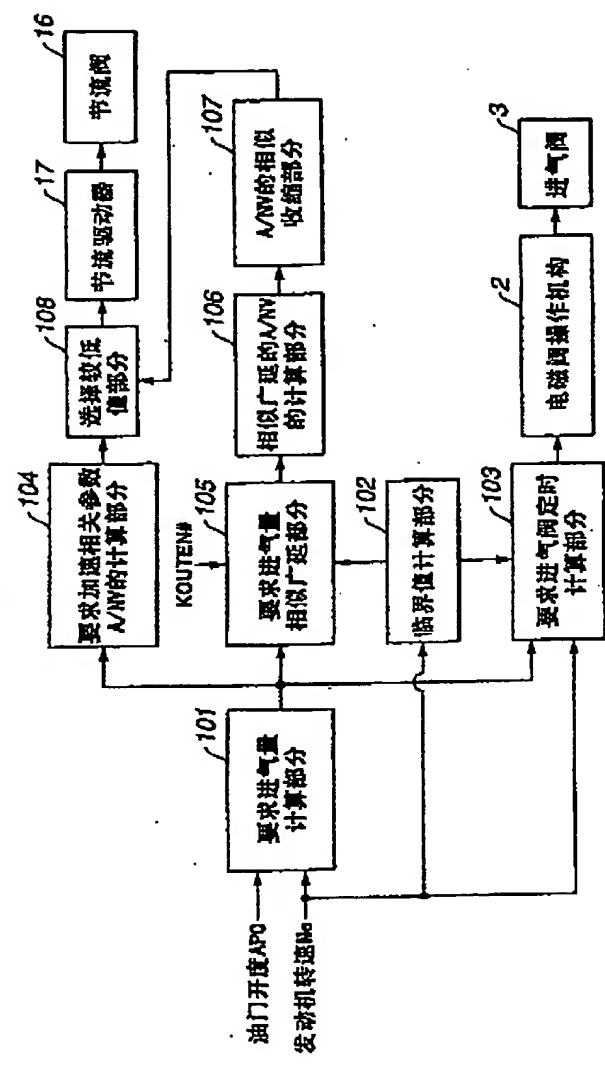 油门开度APO
发动机转速Ne
101
要求进气量
计算部分
104
要求加速相关参数
A/NV的计算部分
108
选择较低
值部分
17
节流驱动器
16
节流阀
KOUTEN#
105
要求进气量
相似广延部分
106
相似广延的A/NV
的计算部分
107
A/NV的相似
收缩部分
102
临界值计算部分
103
要求进气阀定时
计算部分
2
电磁阀操作机构
3
进气阀